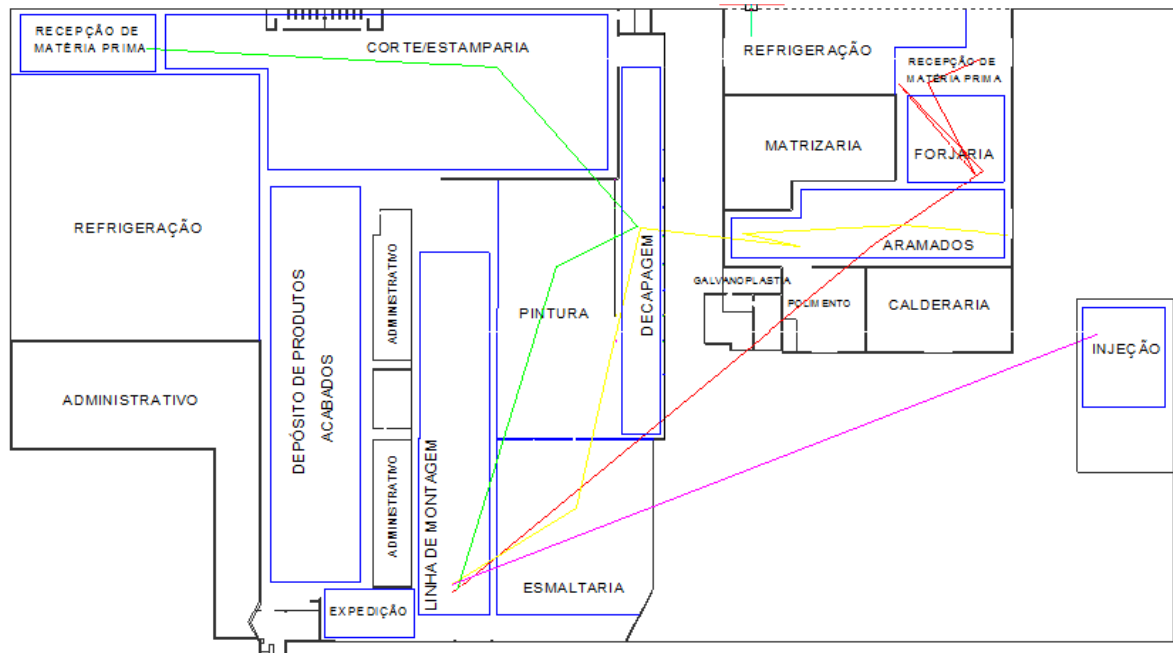 RECEPÇÃO DE
MATÉRIA PRIMA
CORTE/ESTAMPARIA
REFRIGERAÇÃO
RECEPÇÃO DE
MATÉRIA PRIMA
MATRIZARIA
FORJARIA
REFRIGERAÇÃO
ARAMADOS
DECAPAGEM
ADMINISTRATIVO
GALVANOPLASTIA
POLIMENTO
CALDERARIA
PINTURA
INJEÇÃO
ADMINISTRATIVO
DEPÓSITO DE PRODUTOS
ACABADOS
ADMINISTRATIVO
LINHA DE MONTAGEM
ESMALTARIA
EXPEDIÇÃO